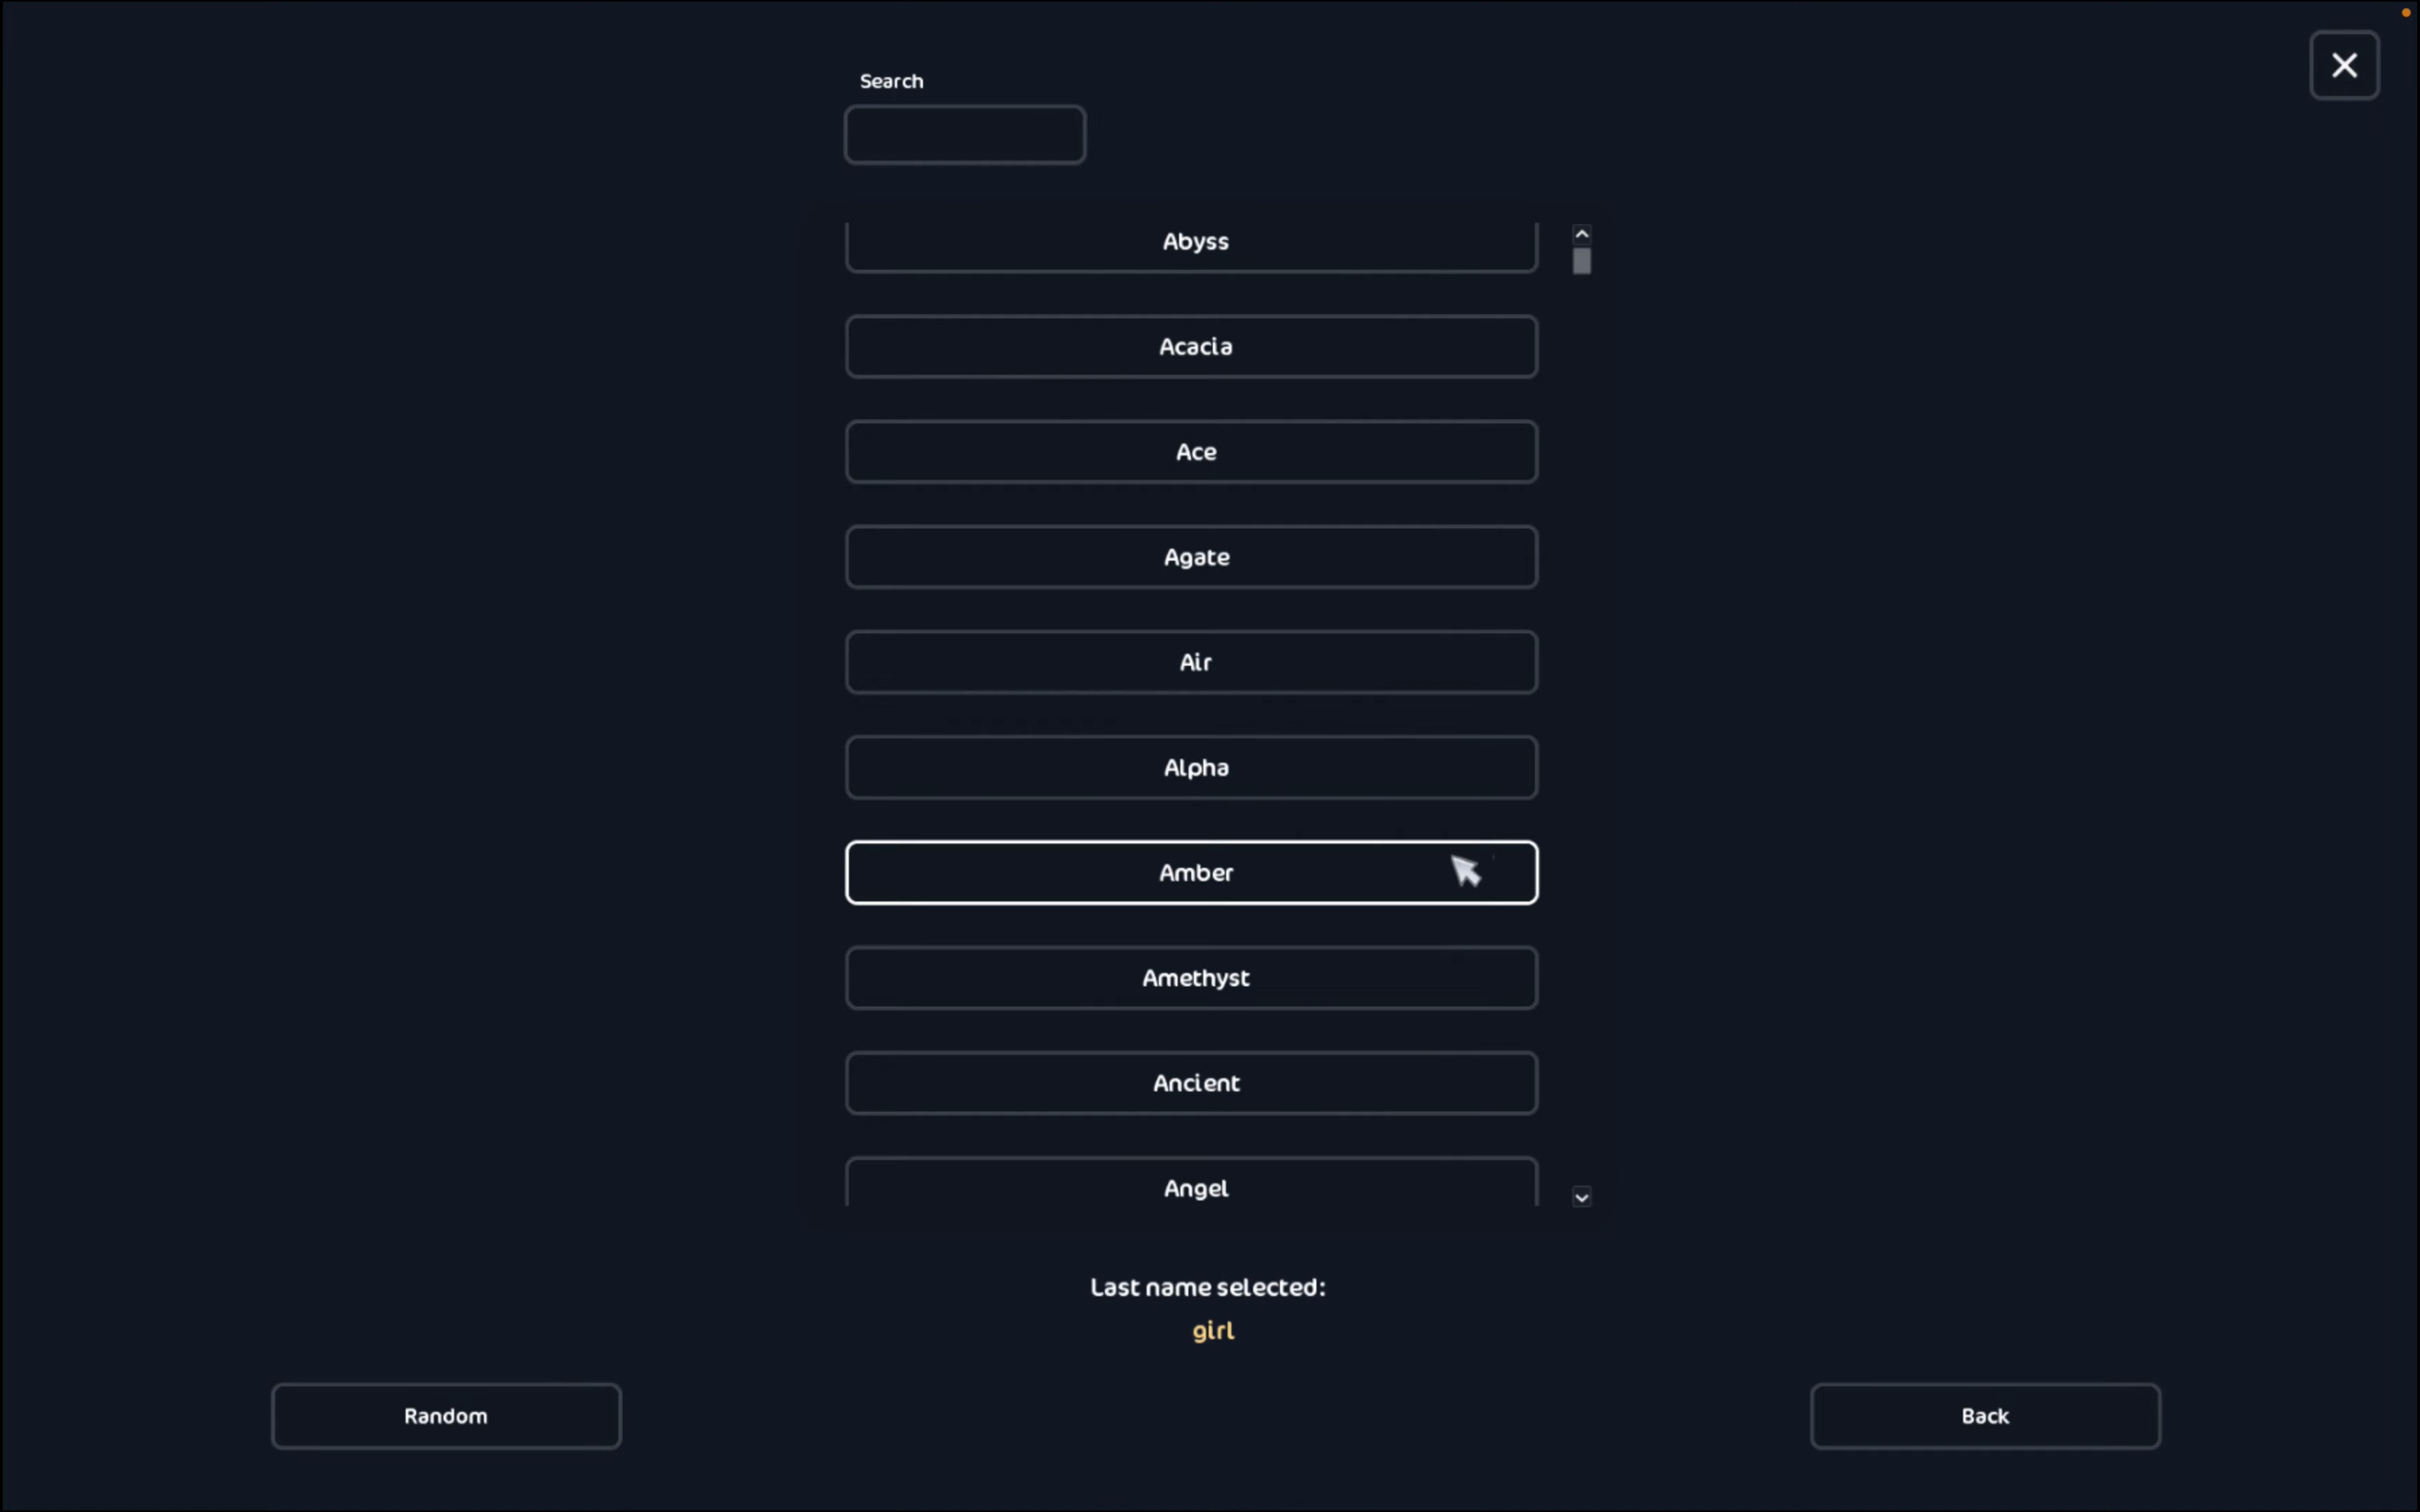 Search
Abyss
Acacia
Ace
Agate
Air
Alpha
Amber
Amethyst
Ancient
Angel
Last name selected:
girl
Random
Back